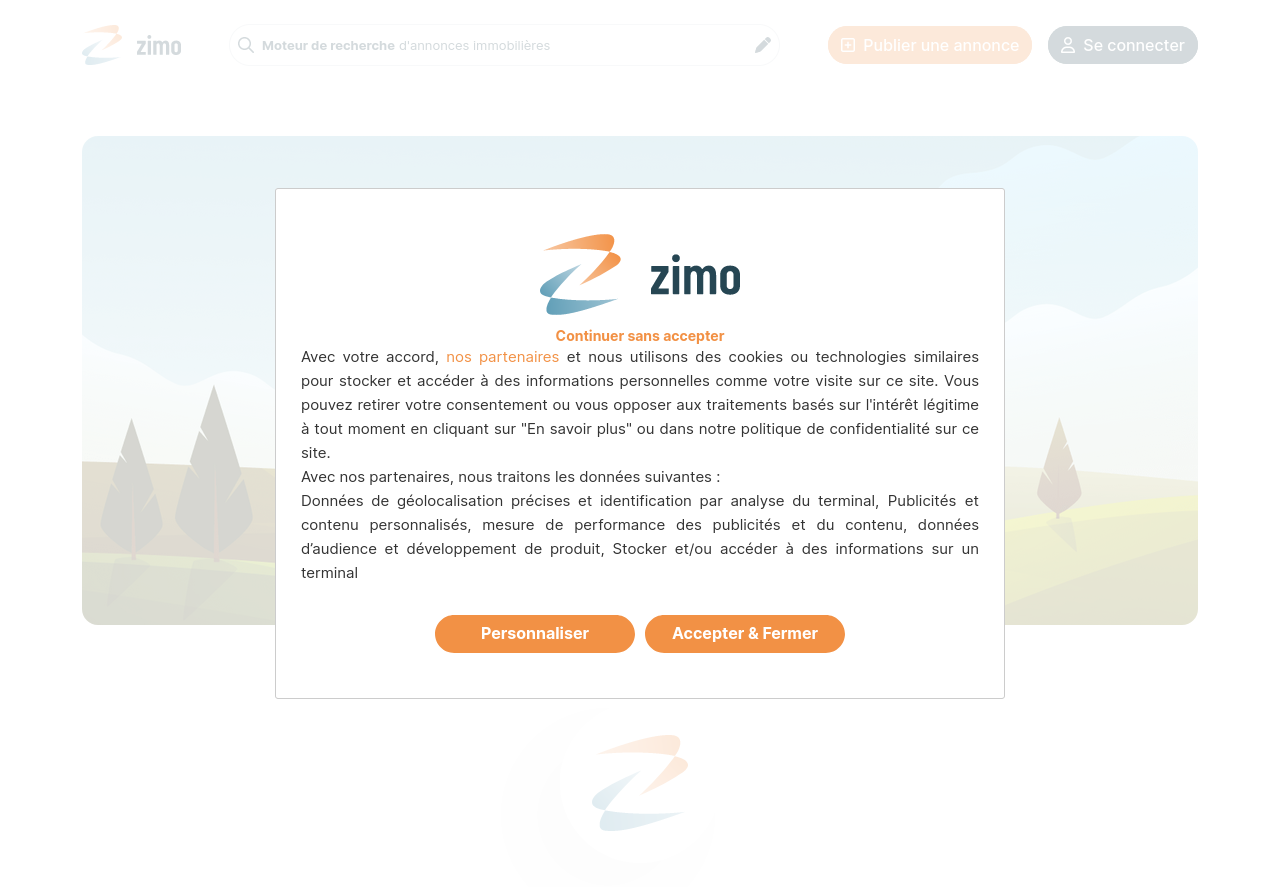 zimo
Moteur de recherche d'annonces immobilières
Publier une annonce
Se connecter
zimo
Continuer sans accepter
Avec votre accord, nos partenaires et nous utilisons des cookies ou technologies similaires
pour stocker et accéder à des informations personnelles comme votre visite sur ce site. Vous
pouvez retirer votre consentement ou vous opposer aux traitements basés sur l'intérêt légitime
à tout moment en cliquant sur "En savoir plus" ou dans notre politique de confidentialité sur ce
site.
Avec nos partenaires, nous traitons les données suivantes :
Données de géolocalisation précises et identification par analyse du terminal, Publicités et
contenu personnalisés, mesure de performance des publicités et du contenu, données
d’audience et développement de produit, Stocker et/ou accéder à des informations sur un
terminal
Personnaliser
Accepter & Fermer